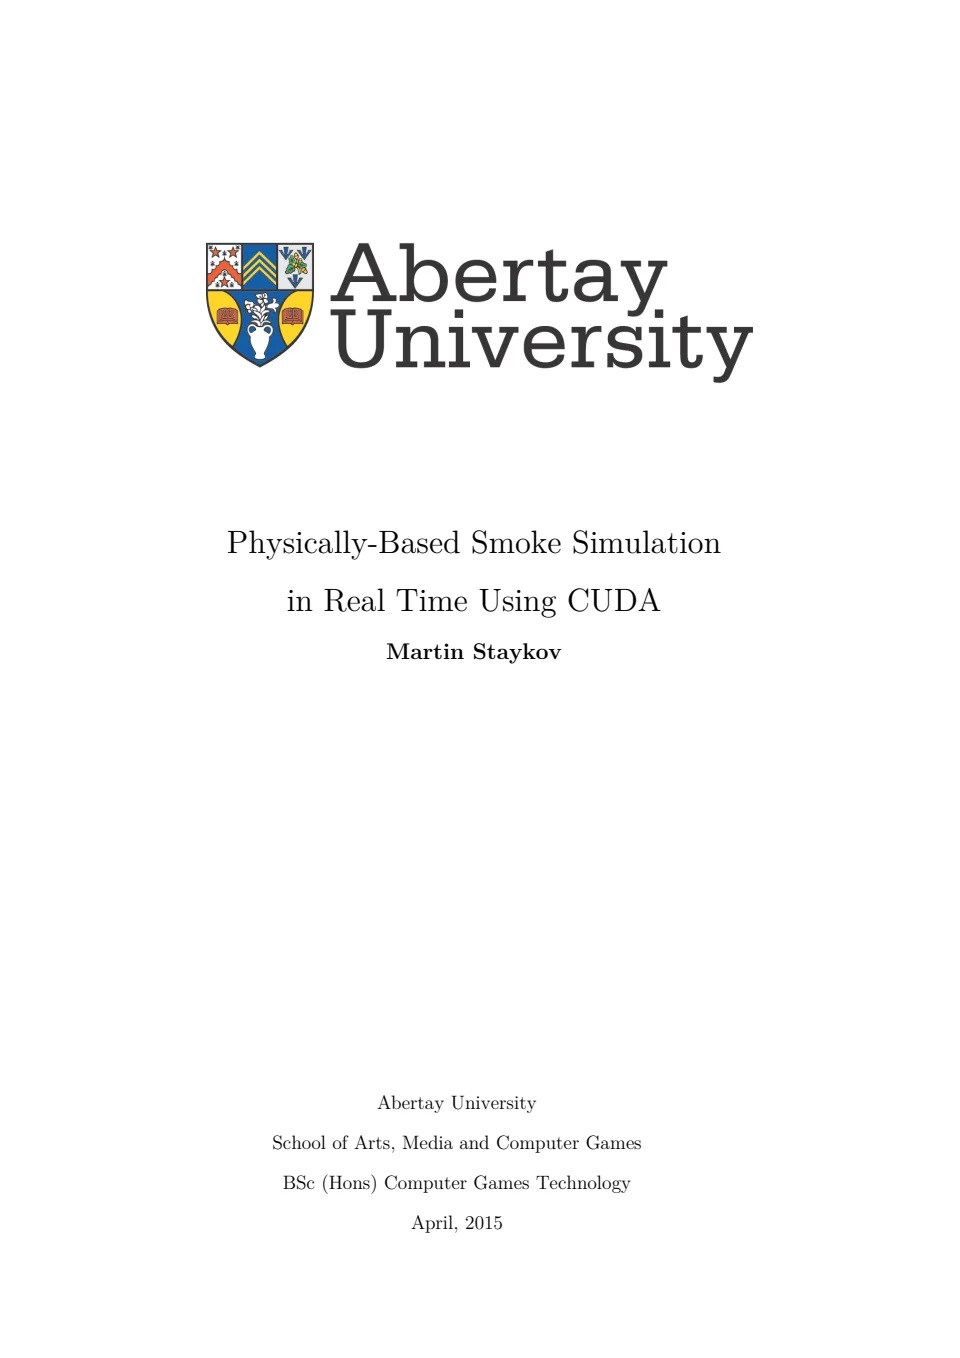 Abertay
University
Physically-Based Smoke Simulation
in Real Time Using CUDA
Martin Staykov
Abertay University
School of Arts, Media and Computer Games
BSc (Hons) Computer Games Technology
April, 2015